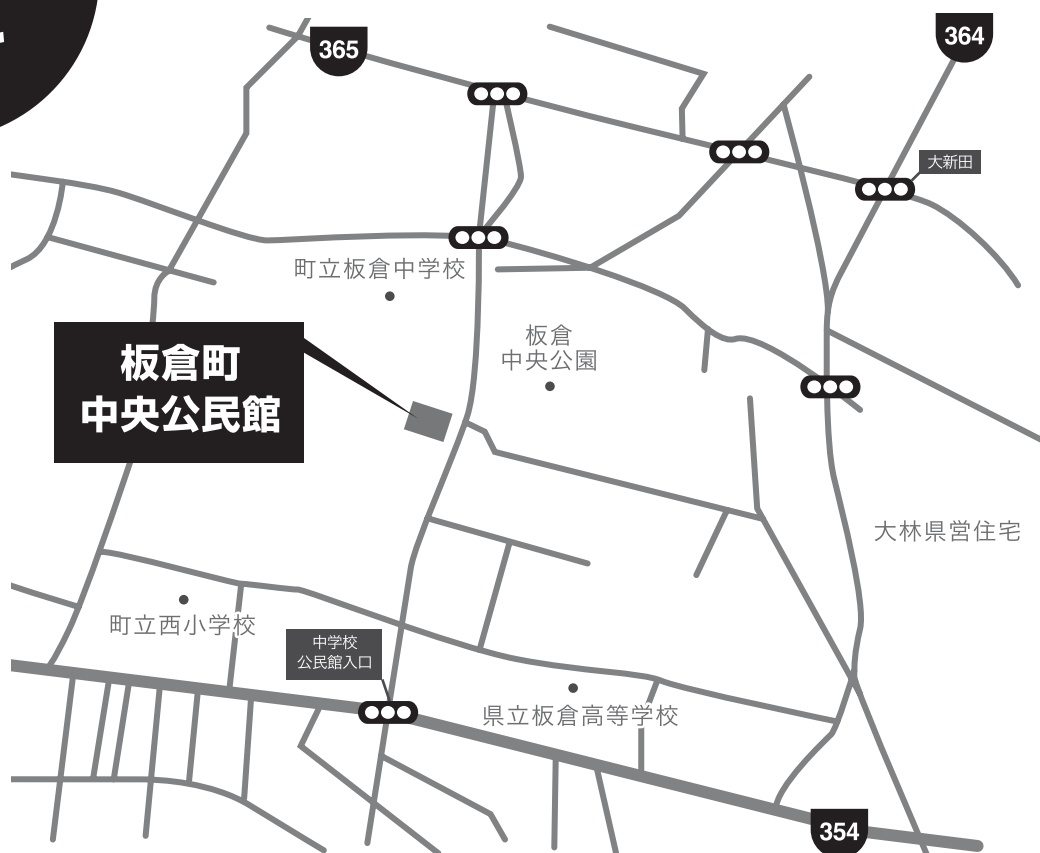 365
364
大新田
町立板倉中学校
板倉
中央公園
板倉町
中央公民館
大林県営住宅
町立西小学校
中学校
公民館入口
県立板倉高等学校
354